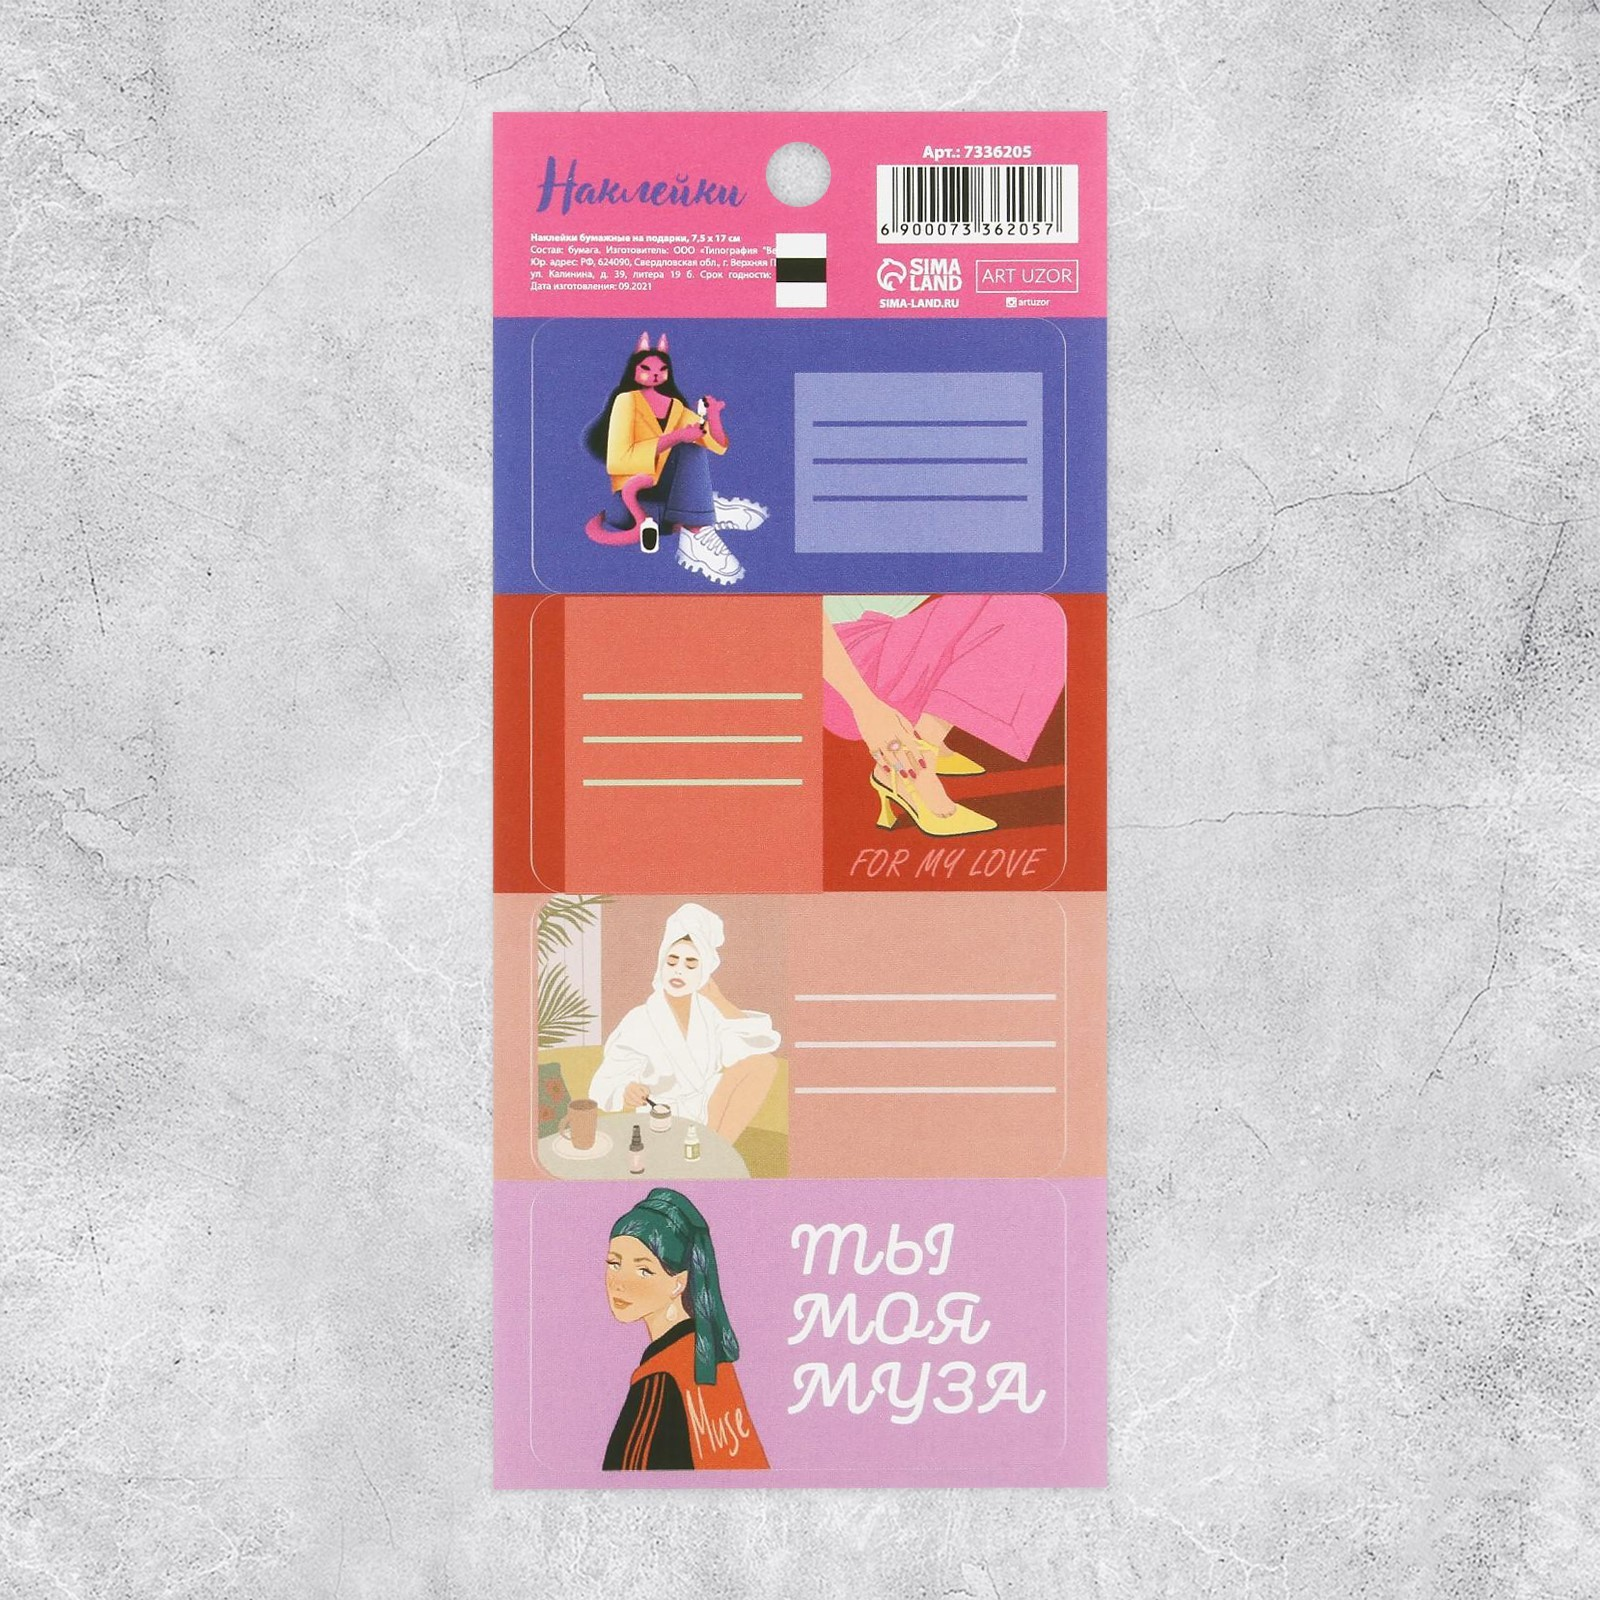 Наклейки
Арт.: 7336205
6 900073 362057
Наклейки бумажные на подарки, 7,5 х 17 см
Состав: бумага. Изготовитель: ООО «Типография
Юр. адрес: РФ, 624090, Свердловская обл., г. Верхняя
ул. Калинина, д. 39, литера 19 б. Срок годности:
Дата изготовления: 09.2021
SIMA
LAND
ART UZOR
SIMA-LAND.RU
artuzor
FOR MY LOVE
ТЫ
МОЯ
МУЗА
Muse